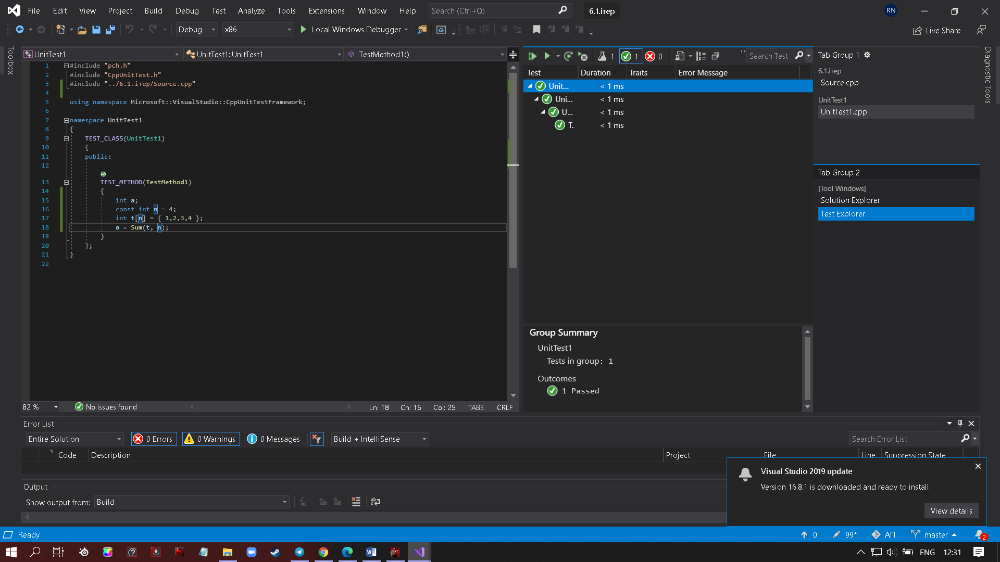 File Edit View Project Build Debug Test Analyze Tools Extensions Window Help Search (Ctrl+Q) 6.1.ітер RN
Debug x86 Local Windows Debugger Live Share
Toolbox
UnitTest1 UnitTest1::UnitTest1 TestMethod1()
1 #include "pch.h"
2 #include "CppUnitTest.h"
3 #include "../6.1.ітер/Source.cpp"
4
5 using namespace Microsoft::VisualStudio::CppUnitTestFramework;
6
7 namespace UnitTest1
8 {
9 TEST_CLASS(UnitTest1)
10 {
11 public:
12
13 TEST_METHOD(TestMethod1)
14 {
15 int a;
16 const int n = 4;
17 int t[n] = { 1,2,3,4 };
18 a = Sum(t, n);
19 }
20 };
21 }
22
82 % No issues found Ln: 18 Ch: 16 Col: 25 TABS CRLF
1 1 0 Search Test
Test Duration Traits Error Message
Unit... < 1 ms
Uni... < 1 ms
U... < 1 ms
T.. < 1 ms
Group Summary
UnitTest1
Tests in group: 1
Outcomes
1 Passed
Tab Group 1
6.1.ітер
Source.cpp
UnitTest1
UnitTest1.cpp
Tab Group 2
[Tool Windows]
Solution Explorer
Test Explorer
Diagnostic Tools
Error List
Entire Solution 0 Errors 0 Warnings 0 Messages Build + IntelliSense Search Error List
Code Description Project File Line Suppression State
Output
Show output from: Build
Visual Studio 2019 update
Version 16.8.1 is downloaded and ready to install.
View details
Ready 0 99* АП master 2
ENG 12:31